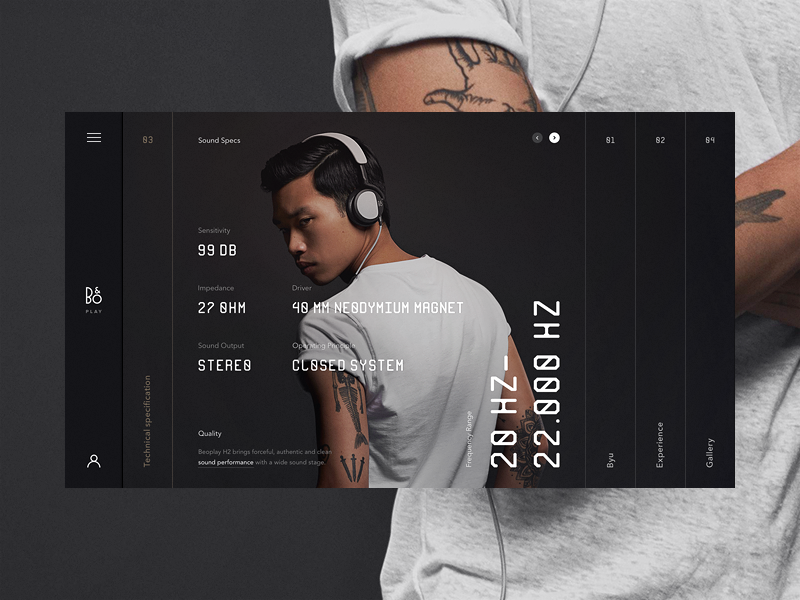 03
Sound Specs
01
02
04
Sensitivity
99 DB
Impedance
27 OHM
Driver
40 MM NEODYMIUM MAGNET
Sound Output
STEREO
Operating Principle
CLOSED SYSTEM
B&O
PLAY
Technical specification
Quality
Beoplay H2 brings forceful, authentic and clean
sound performance with a wide sound stage.
Frequency Range
20 HZ-
22.000 HZ
Byu
Experience
Gallery